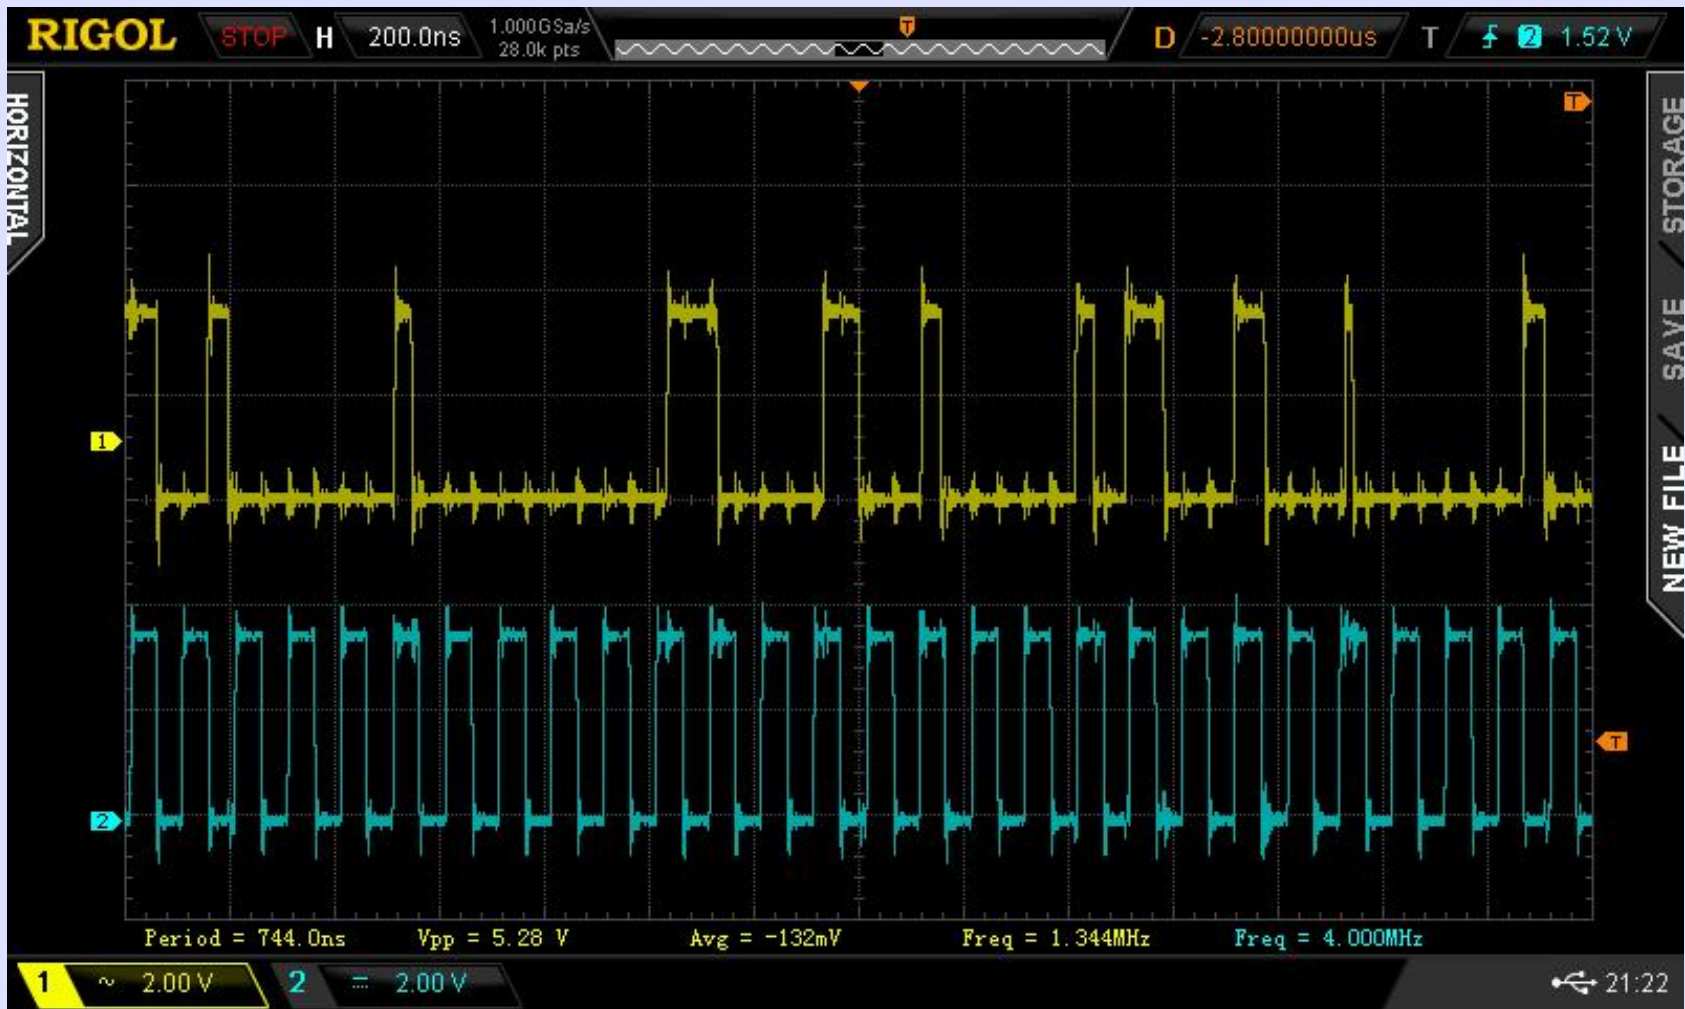 RIGOL STOP H 200.0ns 1.000GSa/s 28.0k pts T D -2.80000000us T 2 1.52 V
HORIZONTAL
T
STORAGE
SAVE
NEW FILE
1
T
2
Period = 744.0ns Vpp = 5.28 V Avg = -132mV Freq = 1.344MHz Freq = 4.000MHz
1 ~ 2.00 V 2 2.00 V 21:22